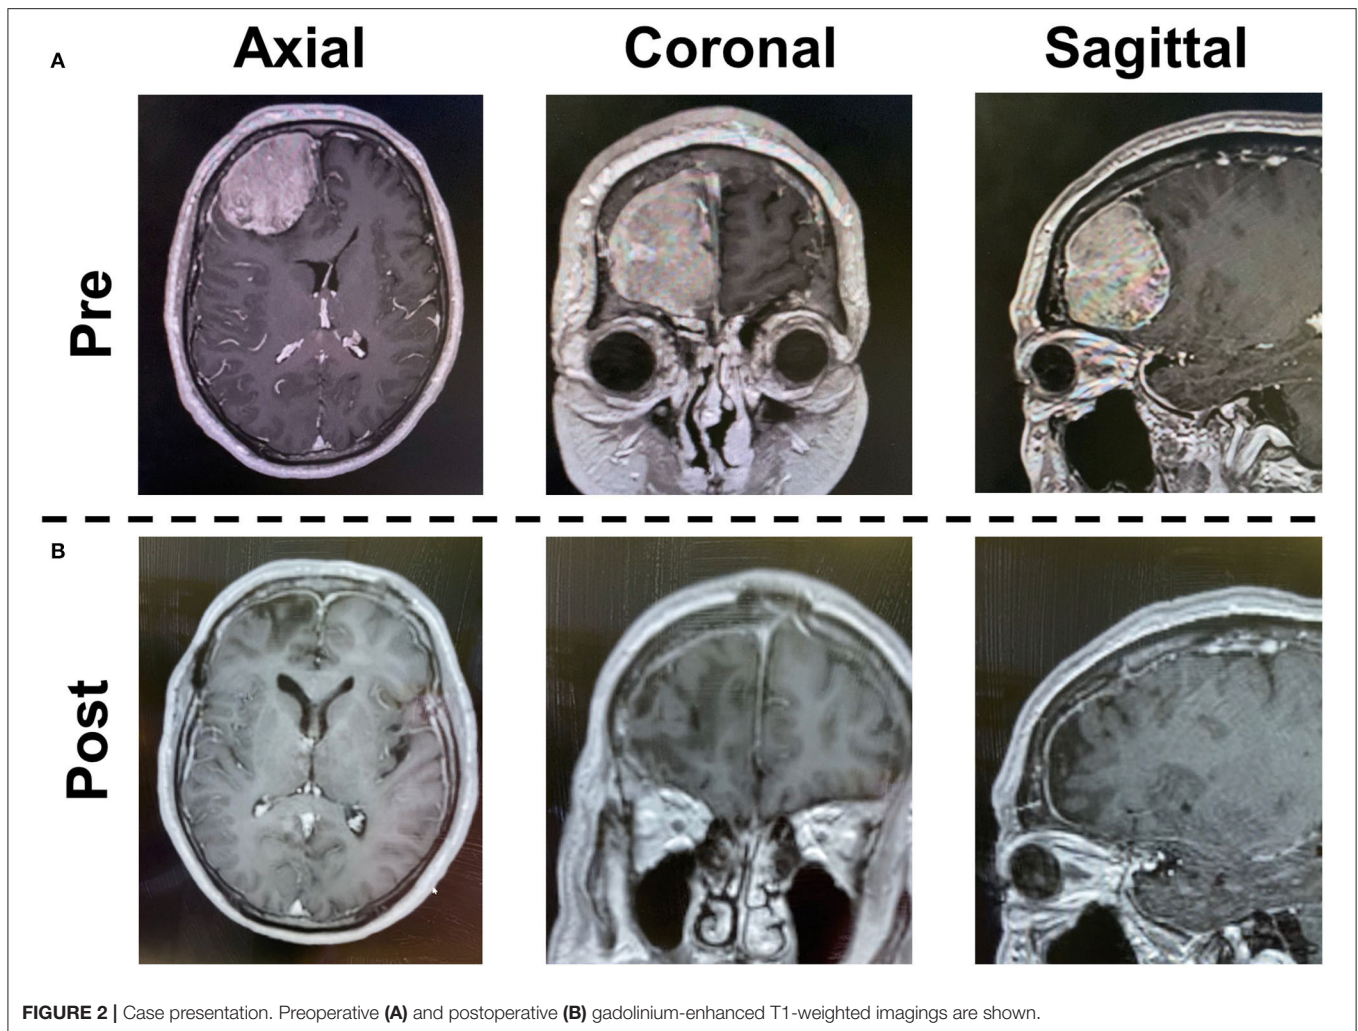 A
Axial
Coronal
Sagittal
Pre
B
Post
FIGURE 2 | Case presentation. Preoperative (A) and postoperative (B) gadolinium-enhanced T1-weighted imagings are shown.